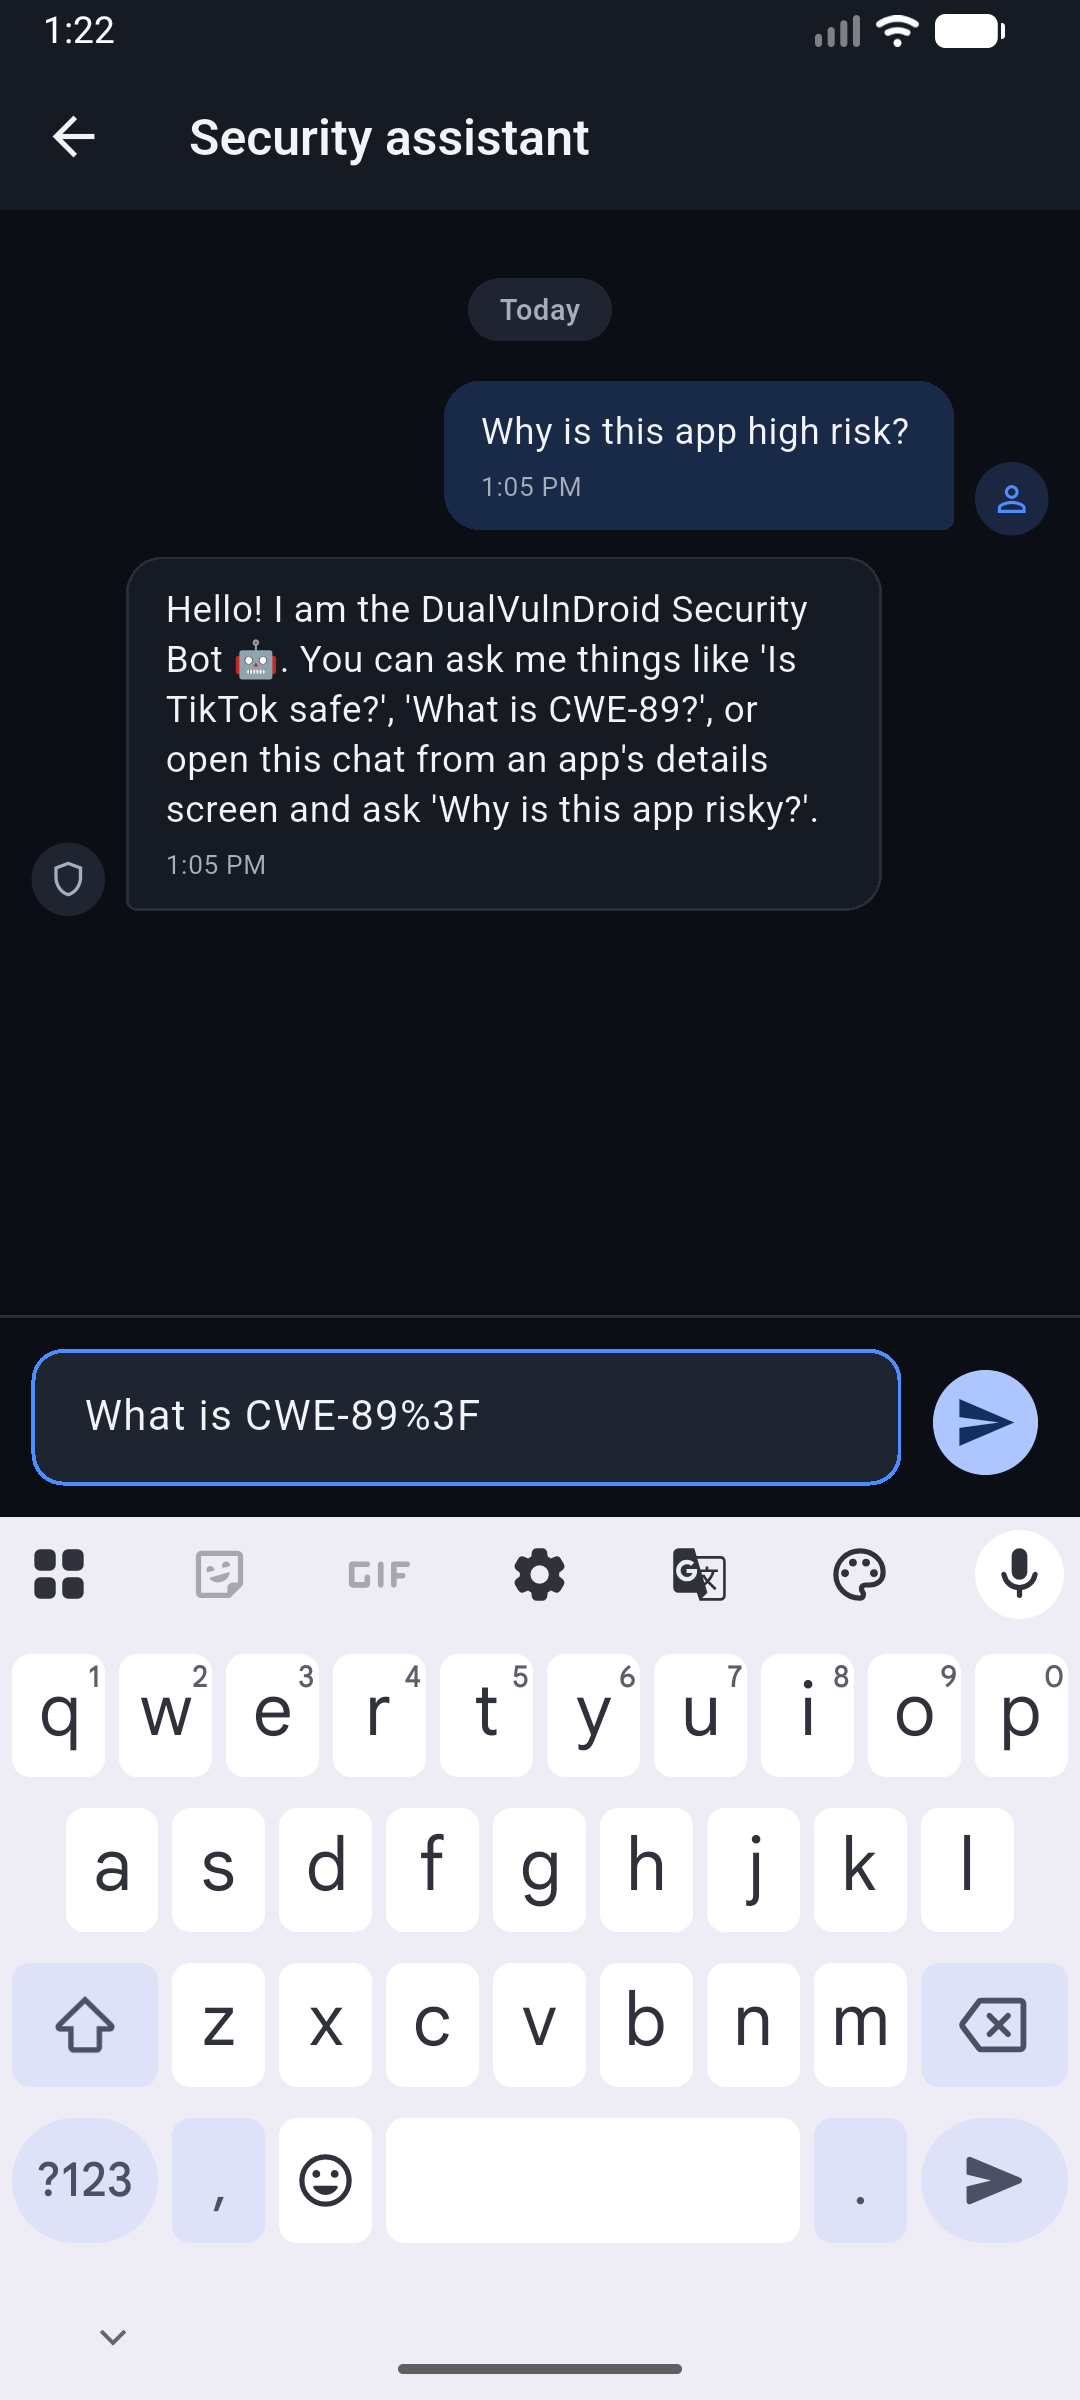 1:22
Security assistant
Today
Why is this app high risk?
1:05 PM
Hello! I am the DualVulnDroid Security
Bot 🤖. You can ask me things like 'Is
TikTok safe?', 'What is CWE-89?', or
open this chat from an app's details
screen and ask 'Why is this app risky?'.
1:05 PM
What is CWE-89%3F
GIF
G 文
q 1 w 2 e 3 r 4 t 5 y 6 u 7 i 8 o 9 p 0
a s d f g h j k l
z x c v b n m
?123 , .